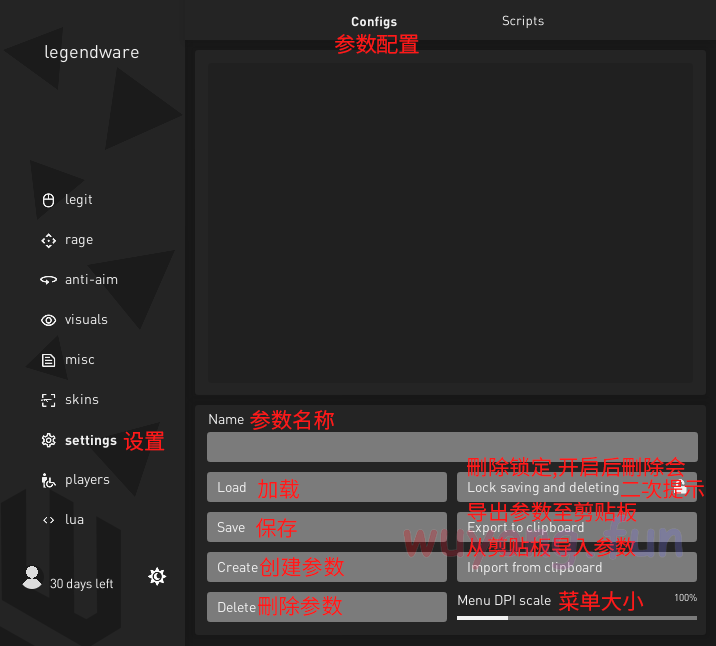 Configs
Scripts
参数配置
legendware
legit
rage
anti-aim
visuals
misc
skins
settings 设置
players
lua
30 days left
Name 参数名称
Load 加载
Save 保存
Create 创建参数
Delete 删除参数
删除锁定,开启后删除会
Lock saving and deleting 二次提示
导出参数至剪贴板
Export to clipboard
从剪贴板导入参数
Import from clipboard
Menu DPI scale 菜单大小 100%